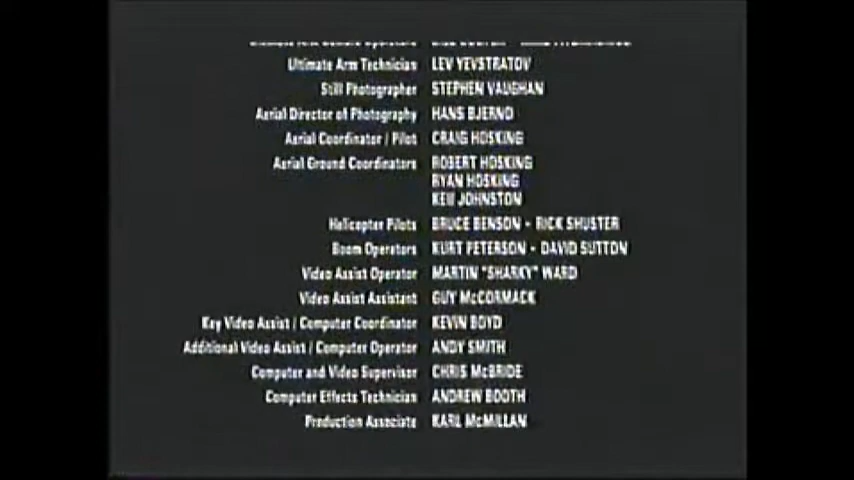 Ultimate Arm Technician LEV YEVSTRATOV
Still Photographer STEPHEN VAUGHAN
Aerial Director of Photography HANS BJERNO
Aerial Coordinator / Pilot CRAIG HOSKING
Aerial Ground Coordinators ROBERT HOSKING
RYAN HOSKING
JOHNSTON
Helicopter Pilots BRUCE BENSON - RICK SHUSTER
Boom Operators KURT PETERSON - DAVID SUTTON
Video Assist Operator MARTIN "SHARKY" WARD
Video Assist Assistant GUY McCORMACK
Key Video Assist / Computer Coordinator KEVIN BOYD
Additional Video Assist / Computer Operator ANDY SMITH
Computer and Video Supervisor CHRIS McBRIDE
Computer Effects Technician ANDREW BOOTH
Production Associate KARL McMILLAN